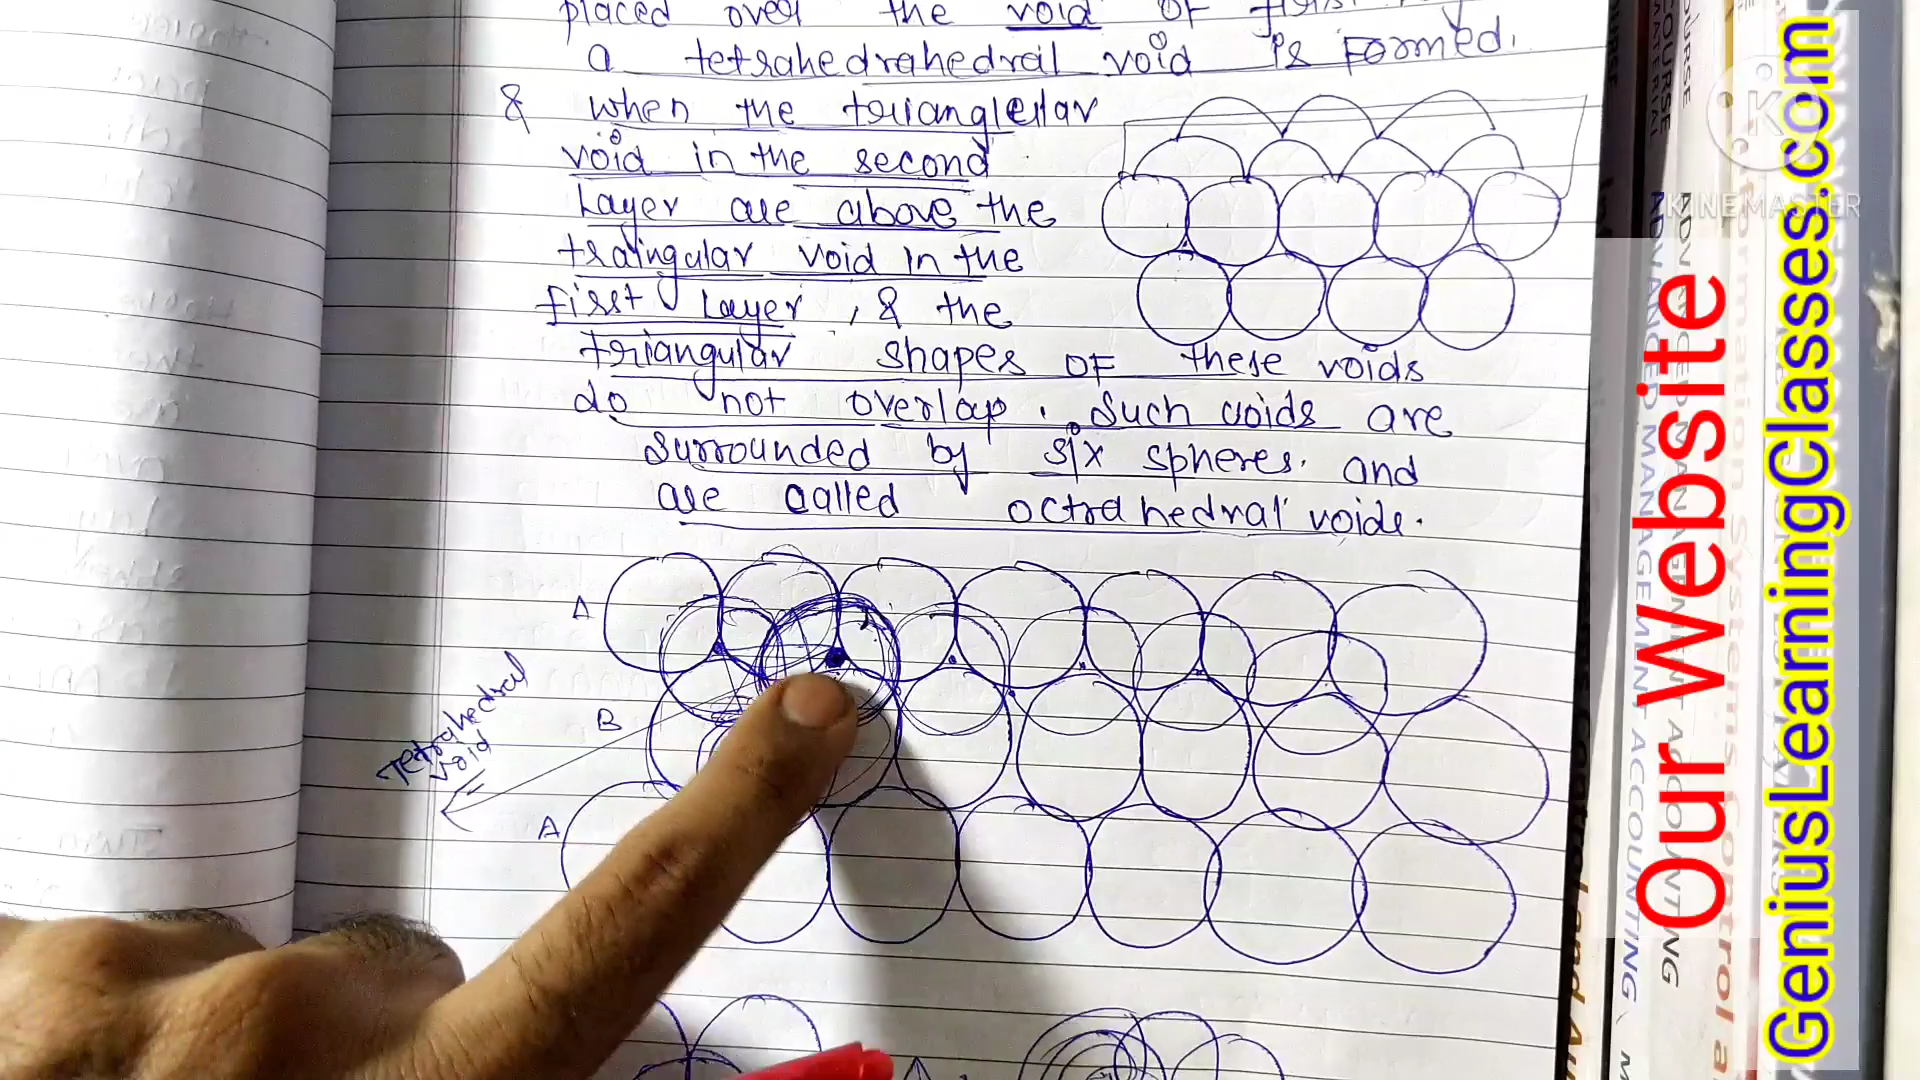 placed over the void OF
a tetrahedrahedral void is Formed.
& when the trianglellar
void in the second
Layer are above the
traingular void in the
first Layer, & the
triangular shapes OF these voids
do not overlap. Such voids are
surrounded by six spheres. and
are called octrahedral voids.
A
B
A
Tetrahedral
void
Our Website
GeniusLearningClasses.com
K
KINEMASTER